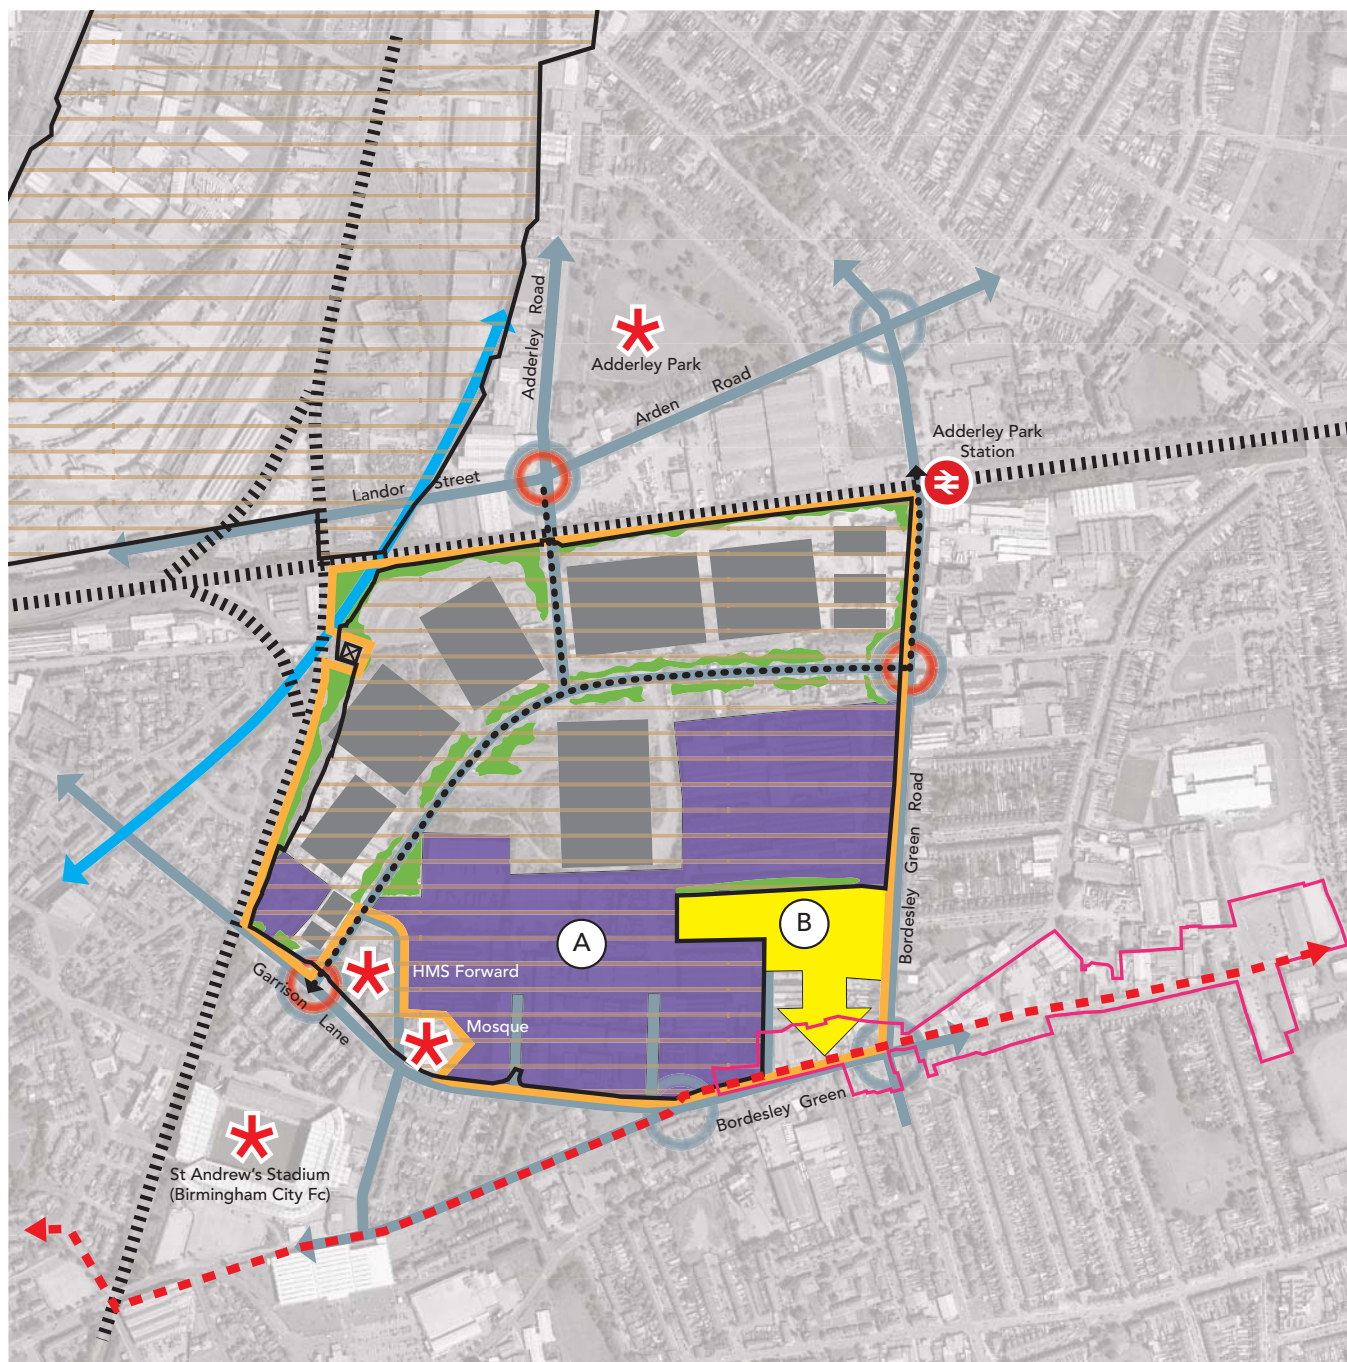 Adderley Road
Adderley Park
Arden Road
Adderley Park
Station
Landor Street
Bordesley Green Road
B
A
HMS Forward
Garrison Lane
Mosque
Bordesley Green
St Andrew's Stadium
(Birmingham City Fc)